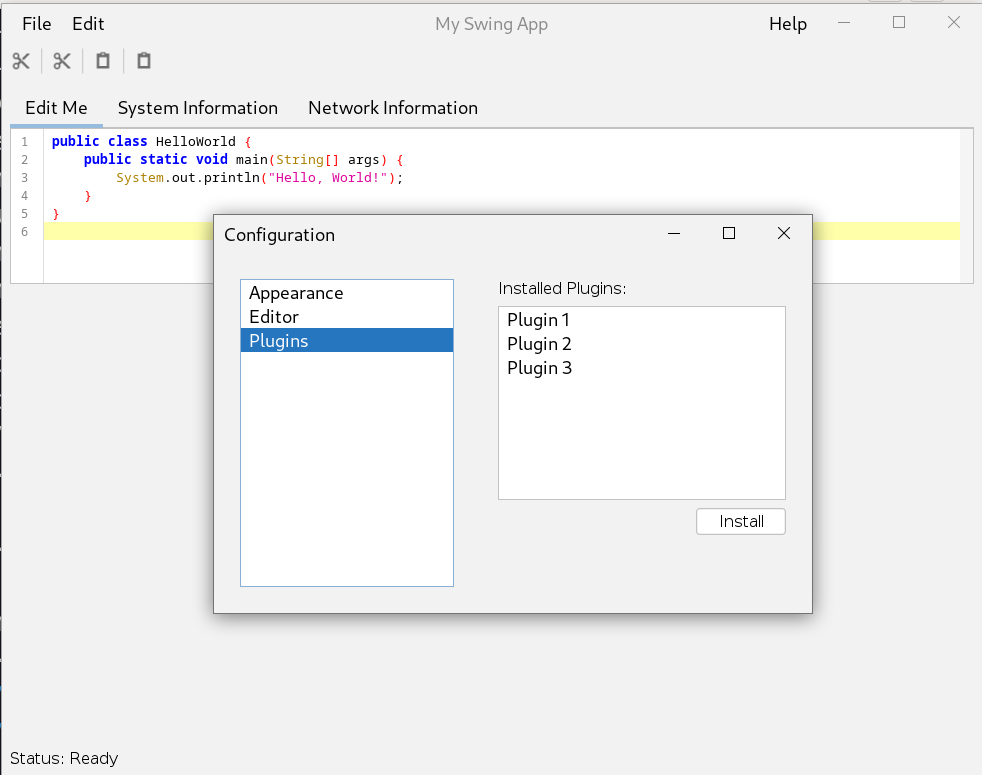 File Edit My Swing App Help
Edit Me System Information Network Information
1 public class HelloWorld {
2 public static void main(String[] args) {
3 System.out.println("Hello, World!");
4 }
5 }
6
Configuration
Appearance
Editor
Plugins
Installed Plugins:
Plugin 1
Plugin 2
Plugin 3
Install
Status: Ready